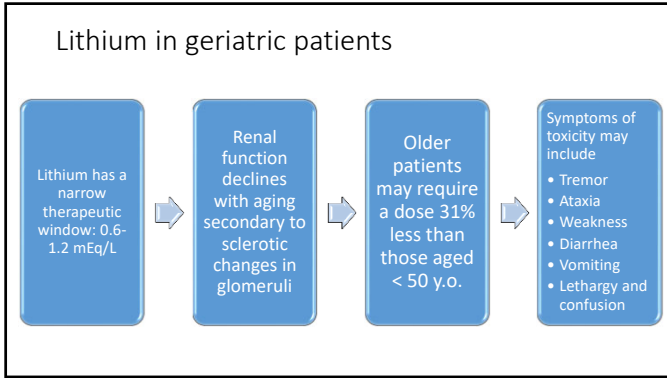 Lithium in geriatric patients
Lithium has a
narrow
therapeutic
window: 0.6-
1.2 mEq/L
Renal
function
declines
with aging
secondary to
sclerotic
changes in
glomeruli
Older
patients
may require
a dose 31%
less than
those aged
< 50 y.o.
Symptoms of
toxicity may
include
• Tremor
• Ataxia
• Weakness
• Diarrhea
• Vomiting
• Lethargy and
confusion